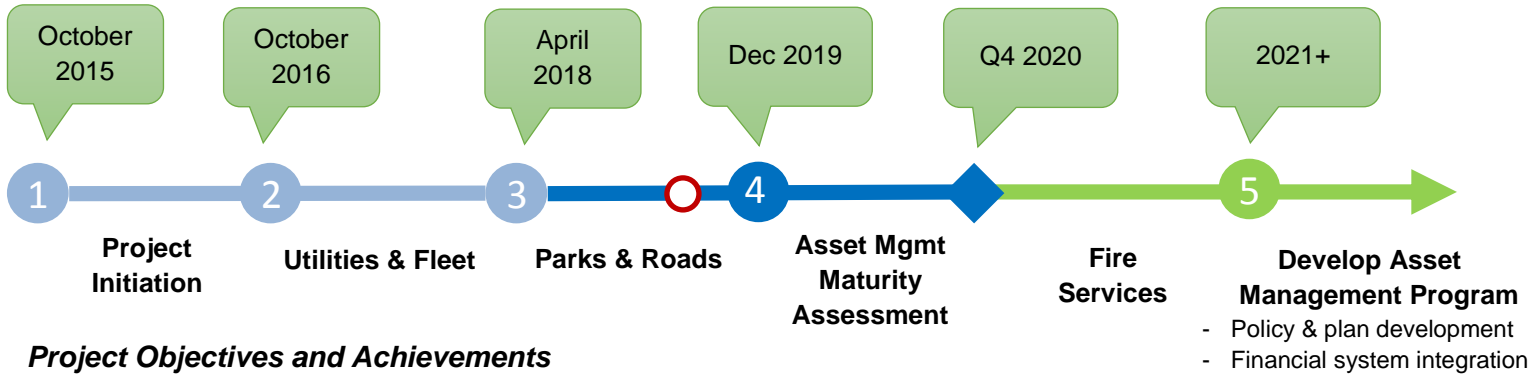 October
2015
October
2016
April
2018
Dec 2019
Q4 2020
2021+
1
2
3
4
5
Project
Initiation
Utilities & Fleet
Parks & Roads
Asset Mgmt
Maturity
Assessment
Fire
Services
Develop Asset
Management Program
- Policy & plan development
- Financial system integration
Project Objectives and Achievements